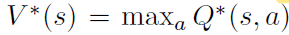 V*(s) = max_a Q*(s, a)